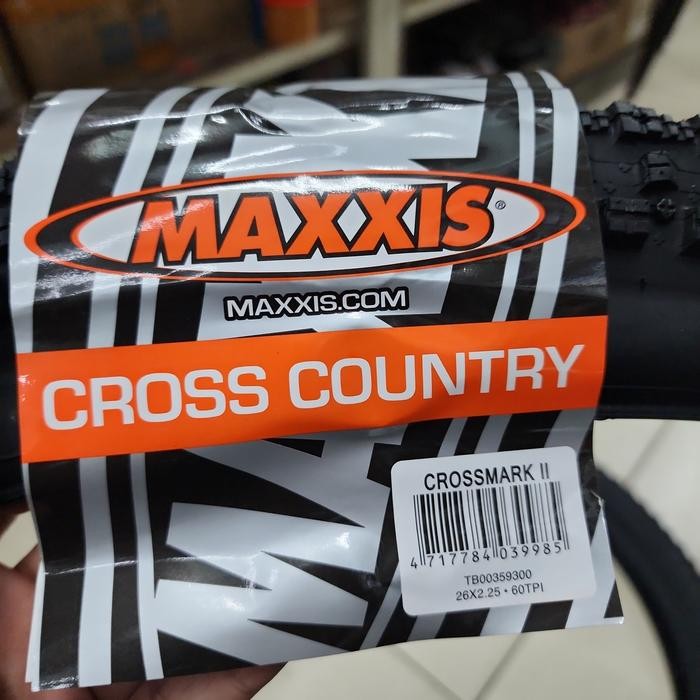 MAXXIS®
MAXXIS.COM
CROSS COUNTRY
CROSSMARK II
4 717784 039985
TB00359300
26X2.25 • 60TPI